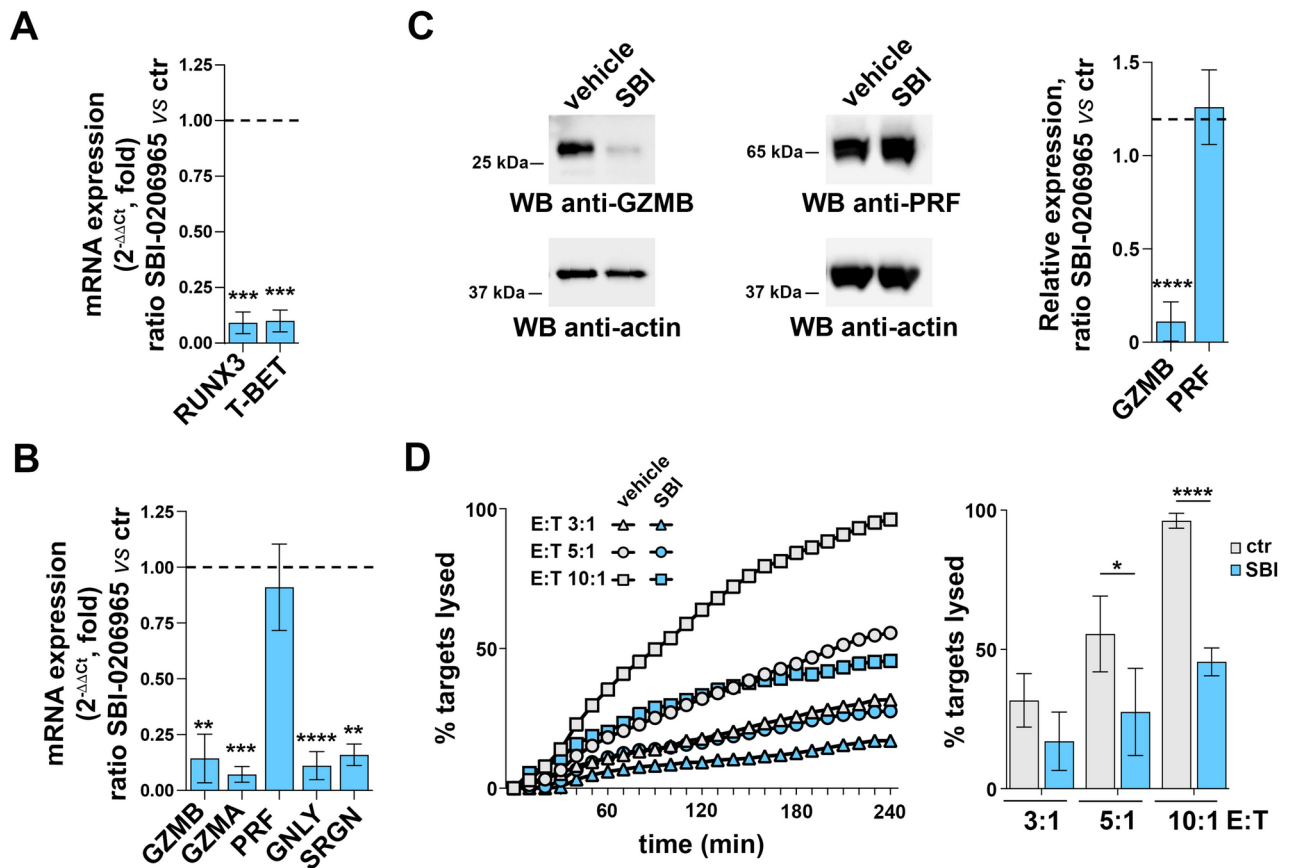 A
mRNA expression
(2-ΔΔCt, fold)
ratio SBI-0206965 vs ctr
1.25
1.00
0.75
0.50
0.25
0.00
***
***
RUNX3
T-BET
C
vehicle
SBI
25 kDa
WB anti-GZMB
37 kDa
WB anti-actin
vehicle
SBI
65 kDa
WB anti-PRF
37 kDa
WB anti-actin
Relative expression,
ratio SBI-0206965 vs ctr
1.5
1.2
0.6
0
****
GZMB
PRF
B
mRNA expression
(2-ΔΔCt, fold)
ratio SBI-0206965 vs ctr
1.25
1.00
0.75
0.50
0.25
0.00
**
***
****
**
GZMB
GZMA
PRF
GNLY
SRGN
D
% targets lysed
100
50
0
vehicle
SBI
E:T 3:1
E:T 5:1
E:T 10:1
60
120
180
240
time (min)
% targets lysed
100
50
0
*
****
ctr
SBI
3:1
5:1
10:1 E:T